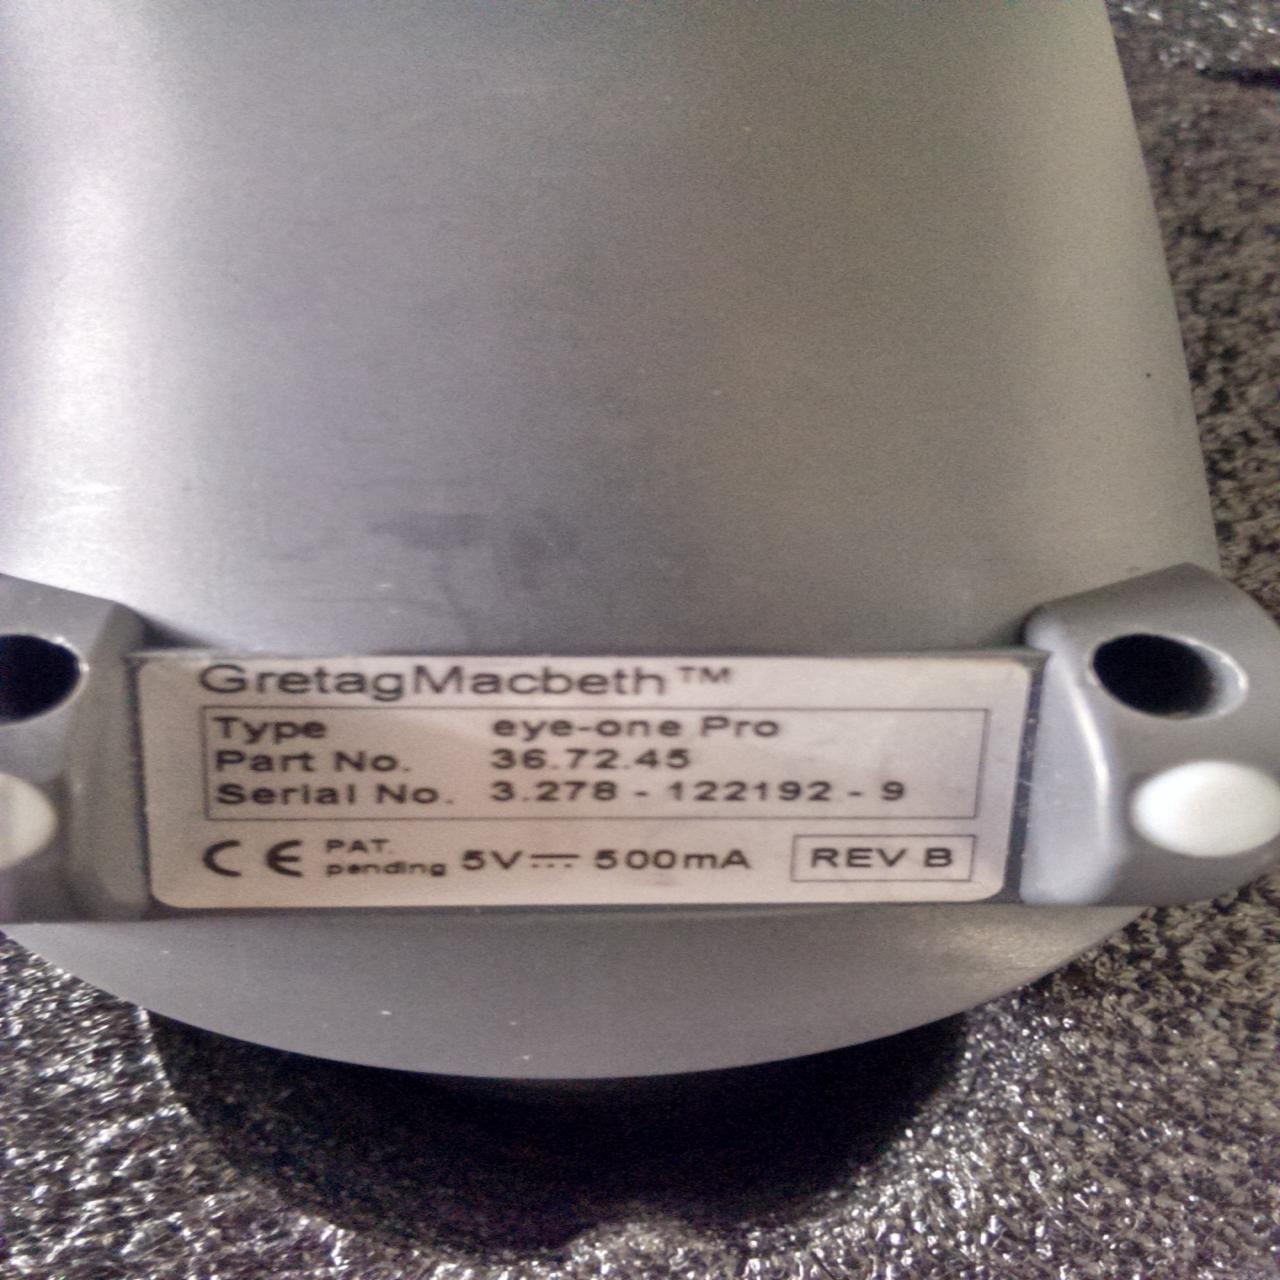 GretagMacbeth™
Type eye-one Pro
Part No. 36.72.45
Serial No. 3.278 - 122192 - 9
CE PAT. pending 5V⎓ 500mA REV B